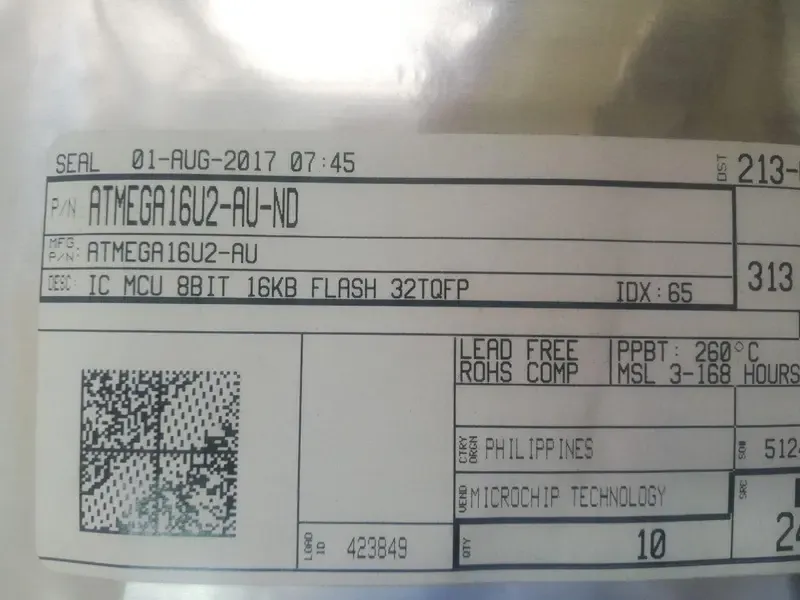 SEAL 01-AUG-2017 07:45
DST 213-
P/N ATMEGA16U2-AU-ND
MFG P/N: ATMEGA16U2-AU
313
DESC: IC MCU 8BIT 16KB FLASH 32TQFP IDX:65
LEAD FREE
ROHS COMP
PPBT: 260°C
MSL 3-168 HOURS
CTRY ORGN PHILIPPINES
SO# 512
VEND MICROCHIP TECHNOLOGY
SRC
LOAD ID 423849
QTY 10